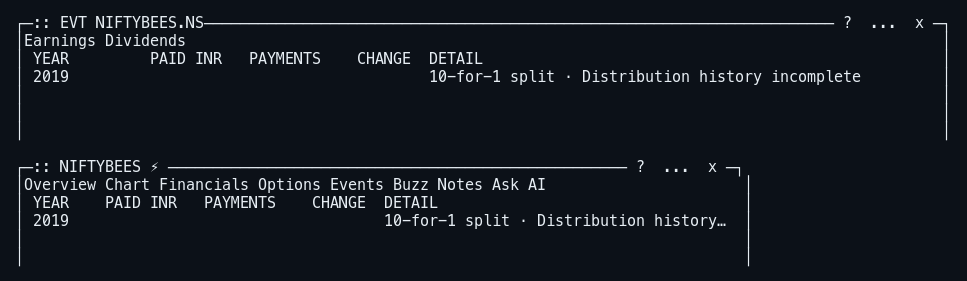 :: EVT NIFTYBEES.NS ? ... x
Earnings Dividends
YEAR PAID INR PAYMENTS CHANGE DETAIL
2019 10-for-1 split · Distribution history incomplete
:: NIFTYBEES ⚡ ? ... x
Overview Chart Financials Options Events Buzz Notes Ask AI
YEAR PAID INR PAYMENTS CHANGE DETAIL
2019 10-for-1 split · Distribution history…